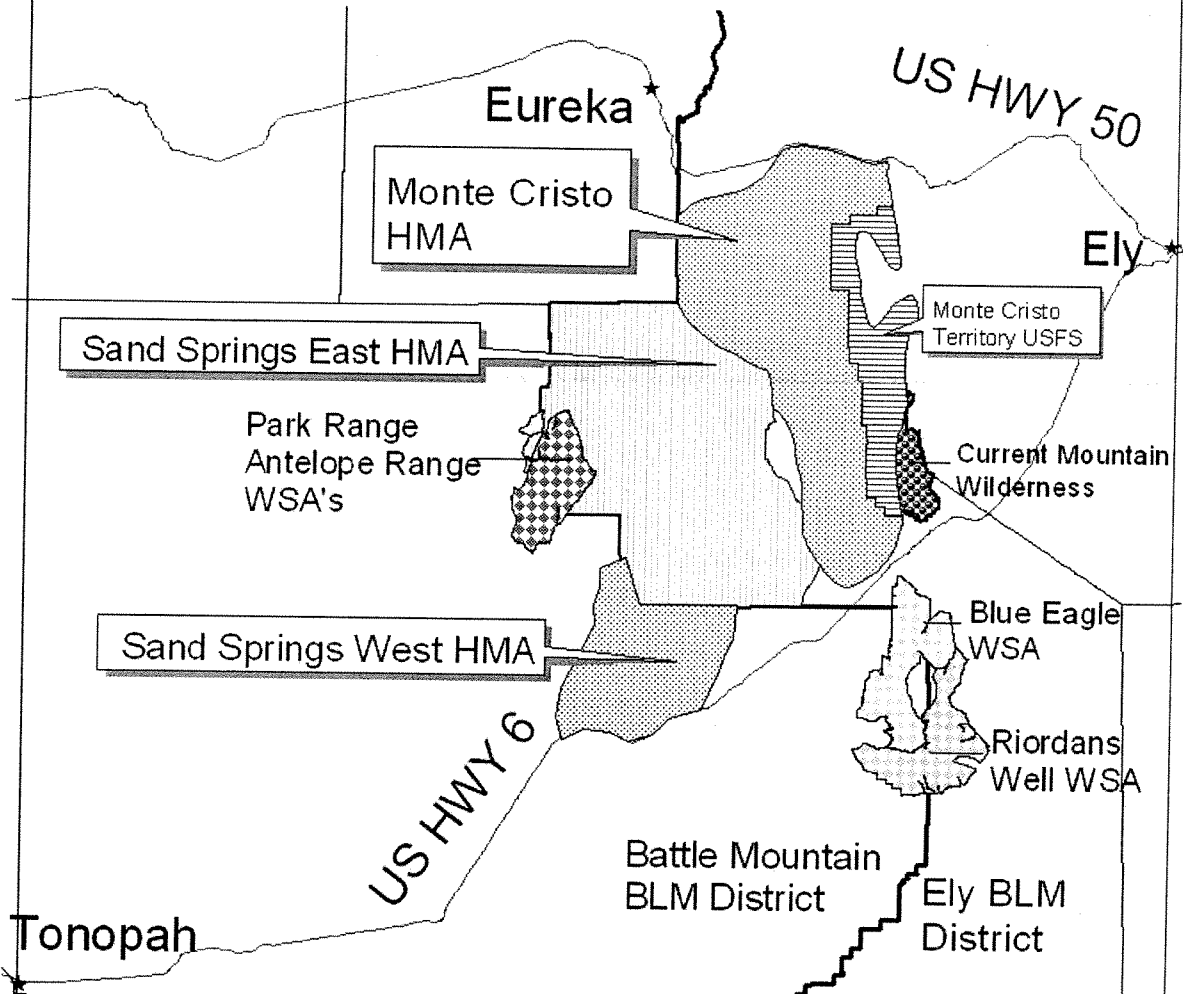 US HWY 50
Eureka
Monte Cristo
HMA
Ely
Monte Cristo
Territory USFS
Sand Springs East HMA
Park Range
Antelope Range
WSA's
Current Mountain
Wilderness
Blue Eagle
WSA
Sand Springs West HMA
US HWY 6
Riordans
Well WSA
Battle Mountain
BLM District
Ely BLM
District
Tonopah